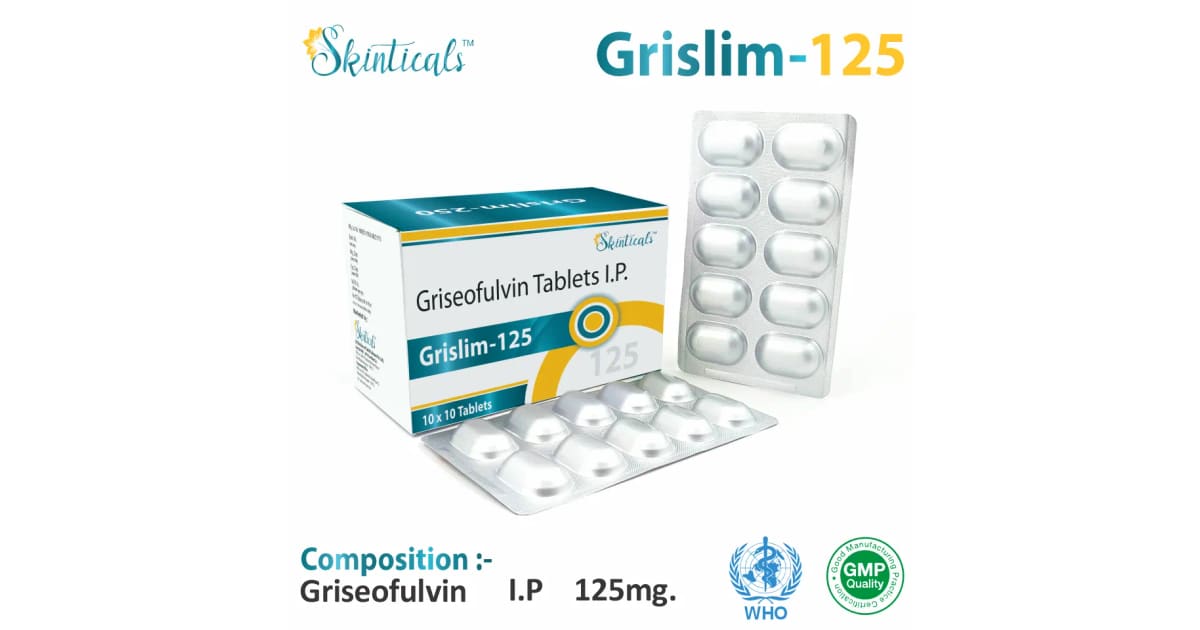 Skinticals™
Grislim-125
Grislim-250
Skinticals™
Griseofulvin Tablets I.P.
Grislim-125
125
10 x 10 Tablets
Skinticals
Composition :-
Griseofulvin I.P 125mg.
WHO
Good Manufacturing Practice Certification
GMP
Quality